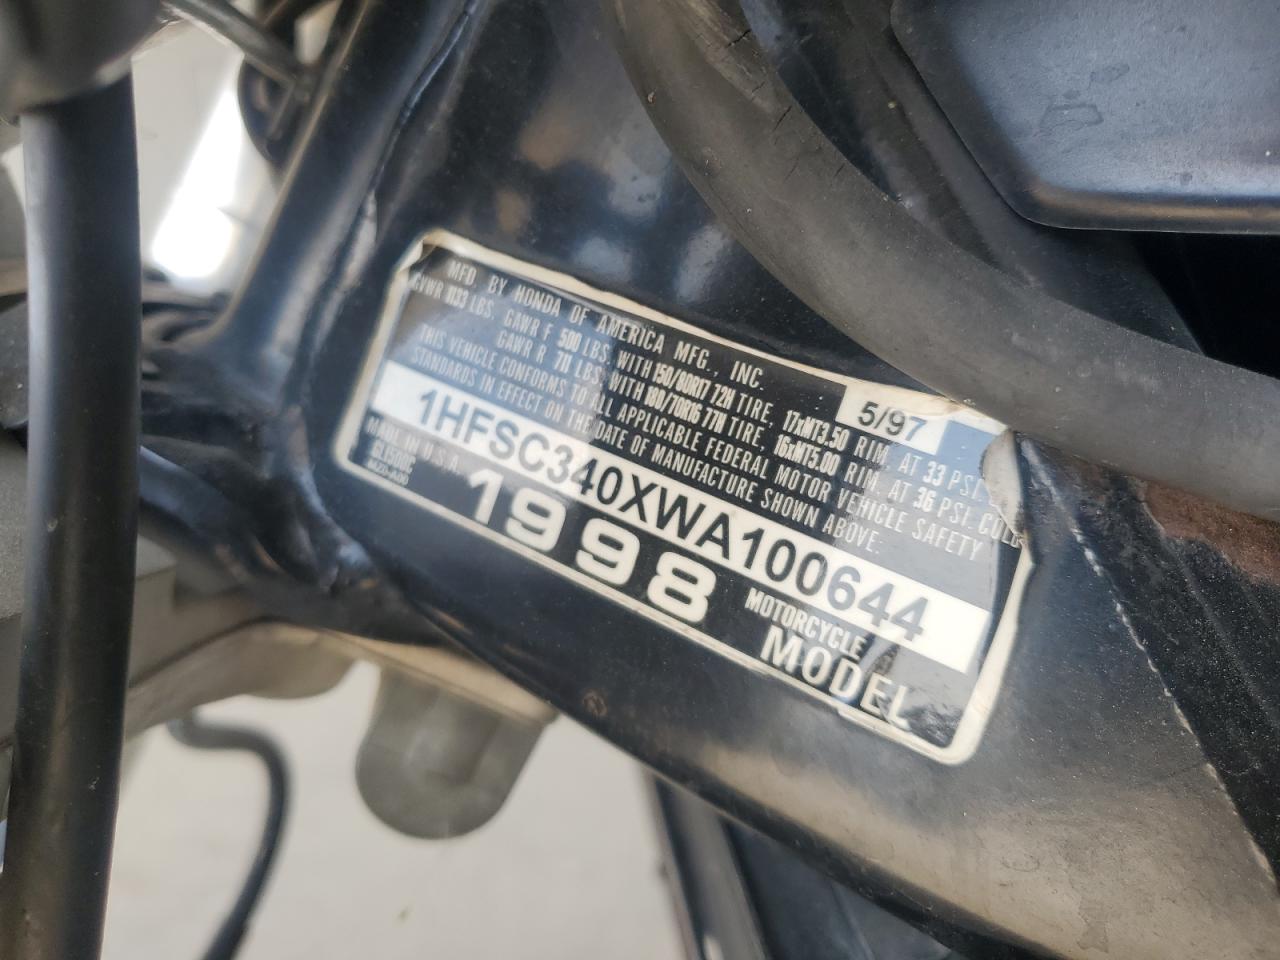 MFD. BY HONDA OF AMERICA MFG., INC. 5/97
GVWR 1133 LBS. GAWR F 500 LBS. WITH 150/80R17 72H TIRE, 17xMT3.50 RIM. AT 33 PSI.
GAWR R 711 LBS. WITH 180/70R16 77H TIRE, 16xMT5.00 RIM. AT 36 PSI. COLD
THIS VEHICLE CONFORMS TO ALL APPLICABLE FEDERAL MOTOR VEHICLE SAFETY
STANDARDS IN EFFECT ON THE DATE OF MANUFACTURE SHOWN ABOVE:
1HFSC340XWA100644
MADE IN U.S.A.
1998 MOTORCYCLE
MODEL